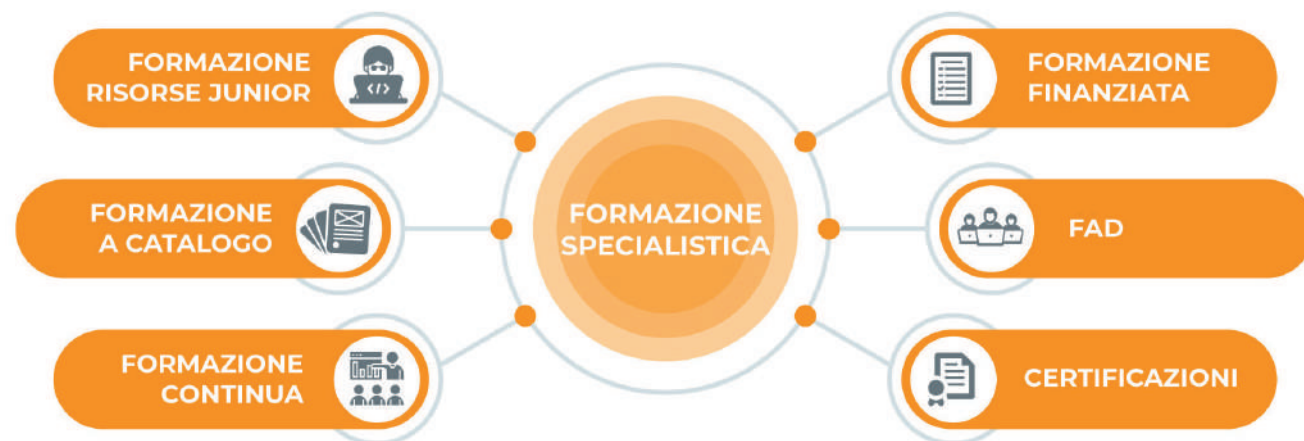 FORMAZIONE
RISORSE JUNIOR
FORMAZIONE
A CATALOGO
FORMAZIONE
CONTINUA
FORMAZIONE
SPECIALISTICA
FORMAZIONE
FINANZIATA
FAD
CERTIFICAZIONI